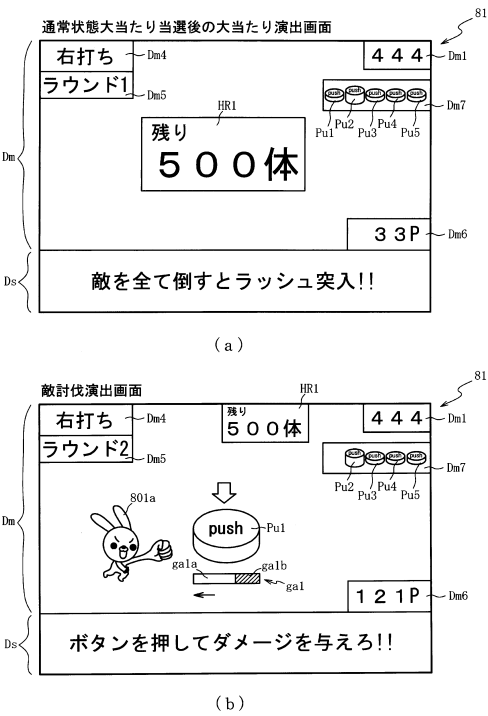 通常状態大当たり当選後の大当たり演出画面
81
右打ち
Dm4
444
Dm1
ラウンド1
Dm5
push push push push push
Dm7
Pu1 Pu2 Pu3 Pu4 Pu5
HR1
残り
500体
Dm
33P
Dm6
Ds
敵を全て倒すとラッシュ突入!!
(a)
敵討伐演出画面
HR1
81
右打ち
Dm4
残り
500体
444
Dm1
ラウンド2
Dm5
push push push push
Dm7
Pu2 Pu3 Pu4 Pu5
801a
push
Pu1
Dm
ga1a
ga1b
ga1
121P
Dm6
Ds
ボタンを押してダメージを与えろ!!
(b)